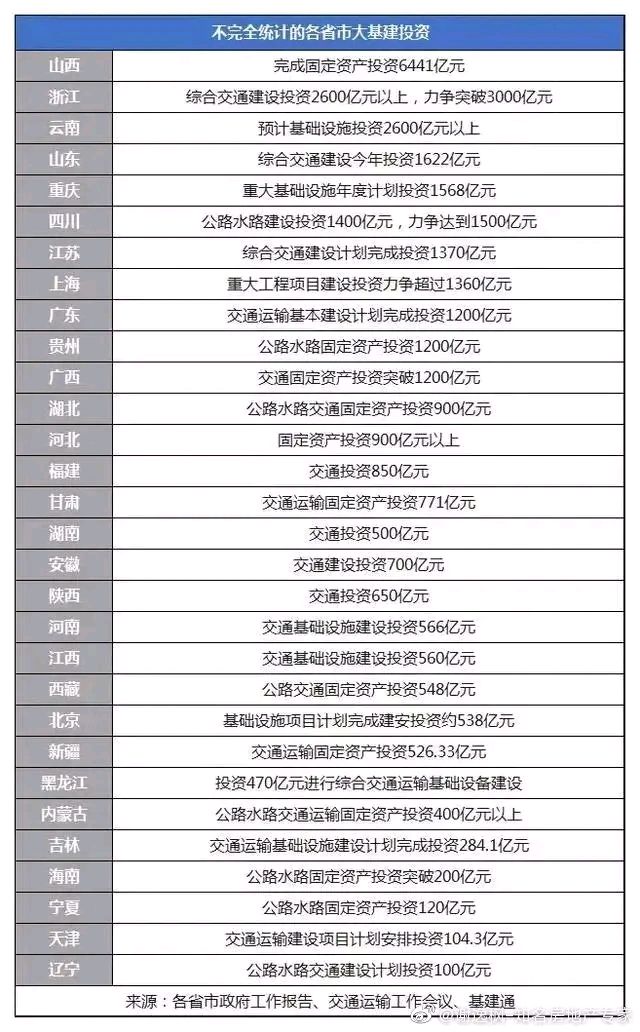 不完全统计的各省市大基建投资
山西 完成固定资产投资6441亿元
浙江 综合交通建设投资2600亿元以上，力争突破3000亿元
云南 预计基础设施投资2600亿元以上
山东 综合交通建设今年投资1622亿元
重庆 重大基础设施年度计划投资1568亿元
四川 公路水路建设投资1400亿元，力争达到1500亿元
江苏 综合交通建设计划完成投资1370亿元
上海 重大工程项目建设投资力争超过1360亿元
广东 交通运输基本建设计划完成投资1200亿元
贵州 公路水路固定资产投资1200亿元
广西 交通固定资产投资突破1200亿元
湖北 公路水路交通固定资产投资900亿元
河北 固定资产投资900亿元以上
福建 交通投资850亿元
甘肃 交通运输固定资产投资771亿元
湖南 交通投资500亿元
安徽 交通建设投资700亿元
陕西 交通投资650亿元
河南 交通基础设施建设投资566亿元
江西 交通基础设施建设投资560亿元
西藏 公路交通固定资产投资548亿元
北京 基础设施项目计划完成建安投资约538亿元
新疆 交通运输固定资产投资526.33亿元
黑龙江 投资470亿元进行综合交通运输基础设备建设
内蒙古 公路水路交通运输固定资产投资400亿元以上
吉林 交通运输基础设施建设计划完成投资284.1亿元
海南 公路水路固定资产投资突破200亿元
宁夏 公路水路固定资产投资120亿元
天津 交通运输建设项目计划安排投资104.3亿元
辽宁 公路水路交通建设计划投资100亿元
来源：各省市政府工作报告、交通运输工作会议、基建通